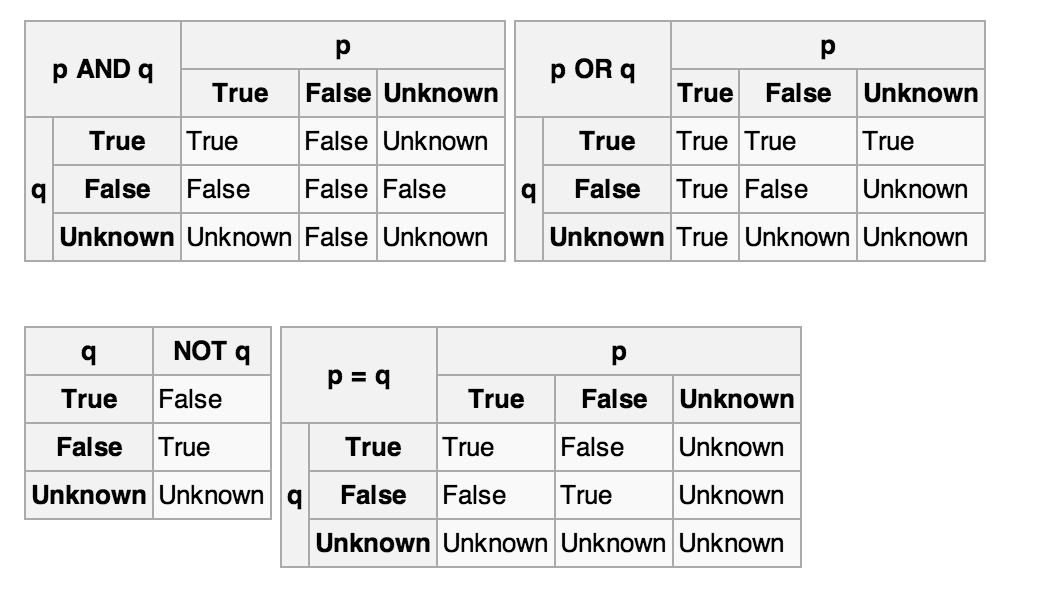 p AND q p
True False Unknown
q True True False Unknown
False False False False
Unknown Unknown False Unknown
p OR q p
True False Unknown
q True True True True
False True False Unknown
Unknown True Unknown Unknown
q NOT q
True False
False True
Unknown Unknown
p = q p
True False Unknown
q True True False Unknown
False False True Unknown
Unknown Unknown Unknown Unknown